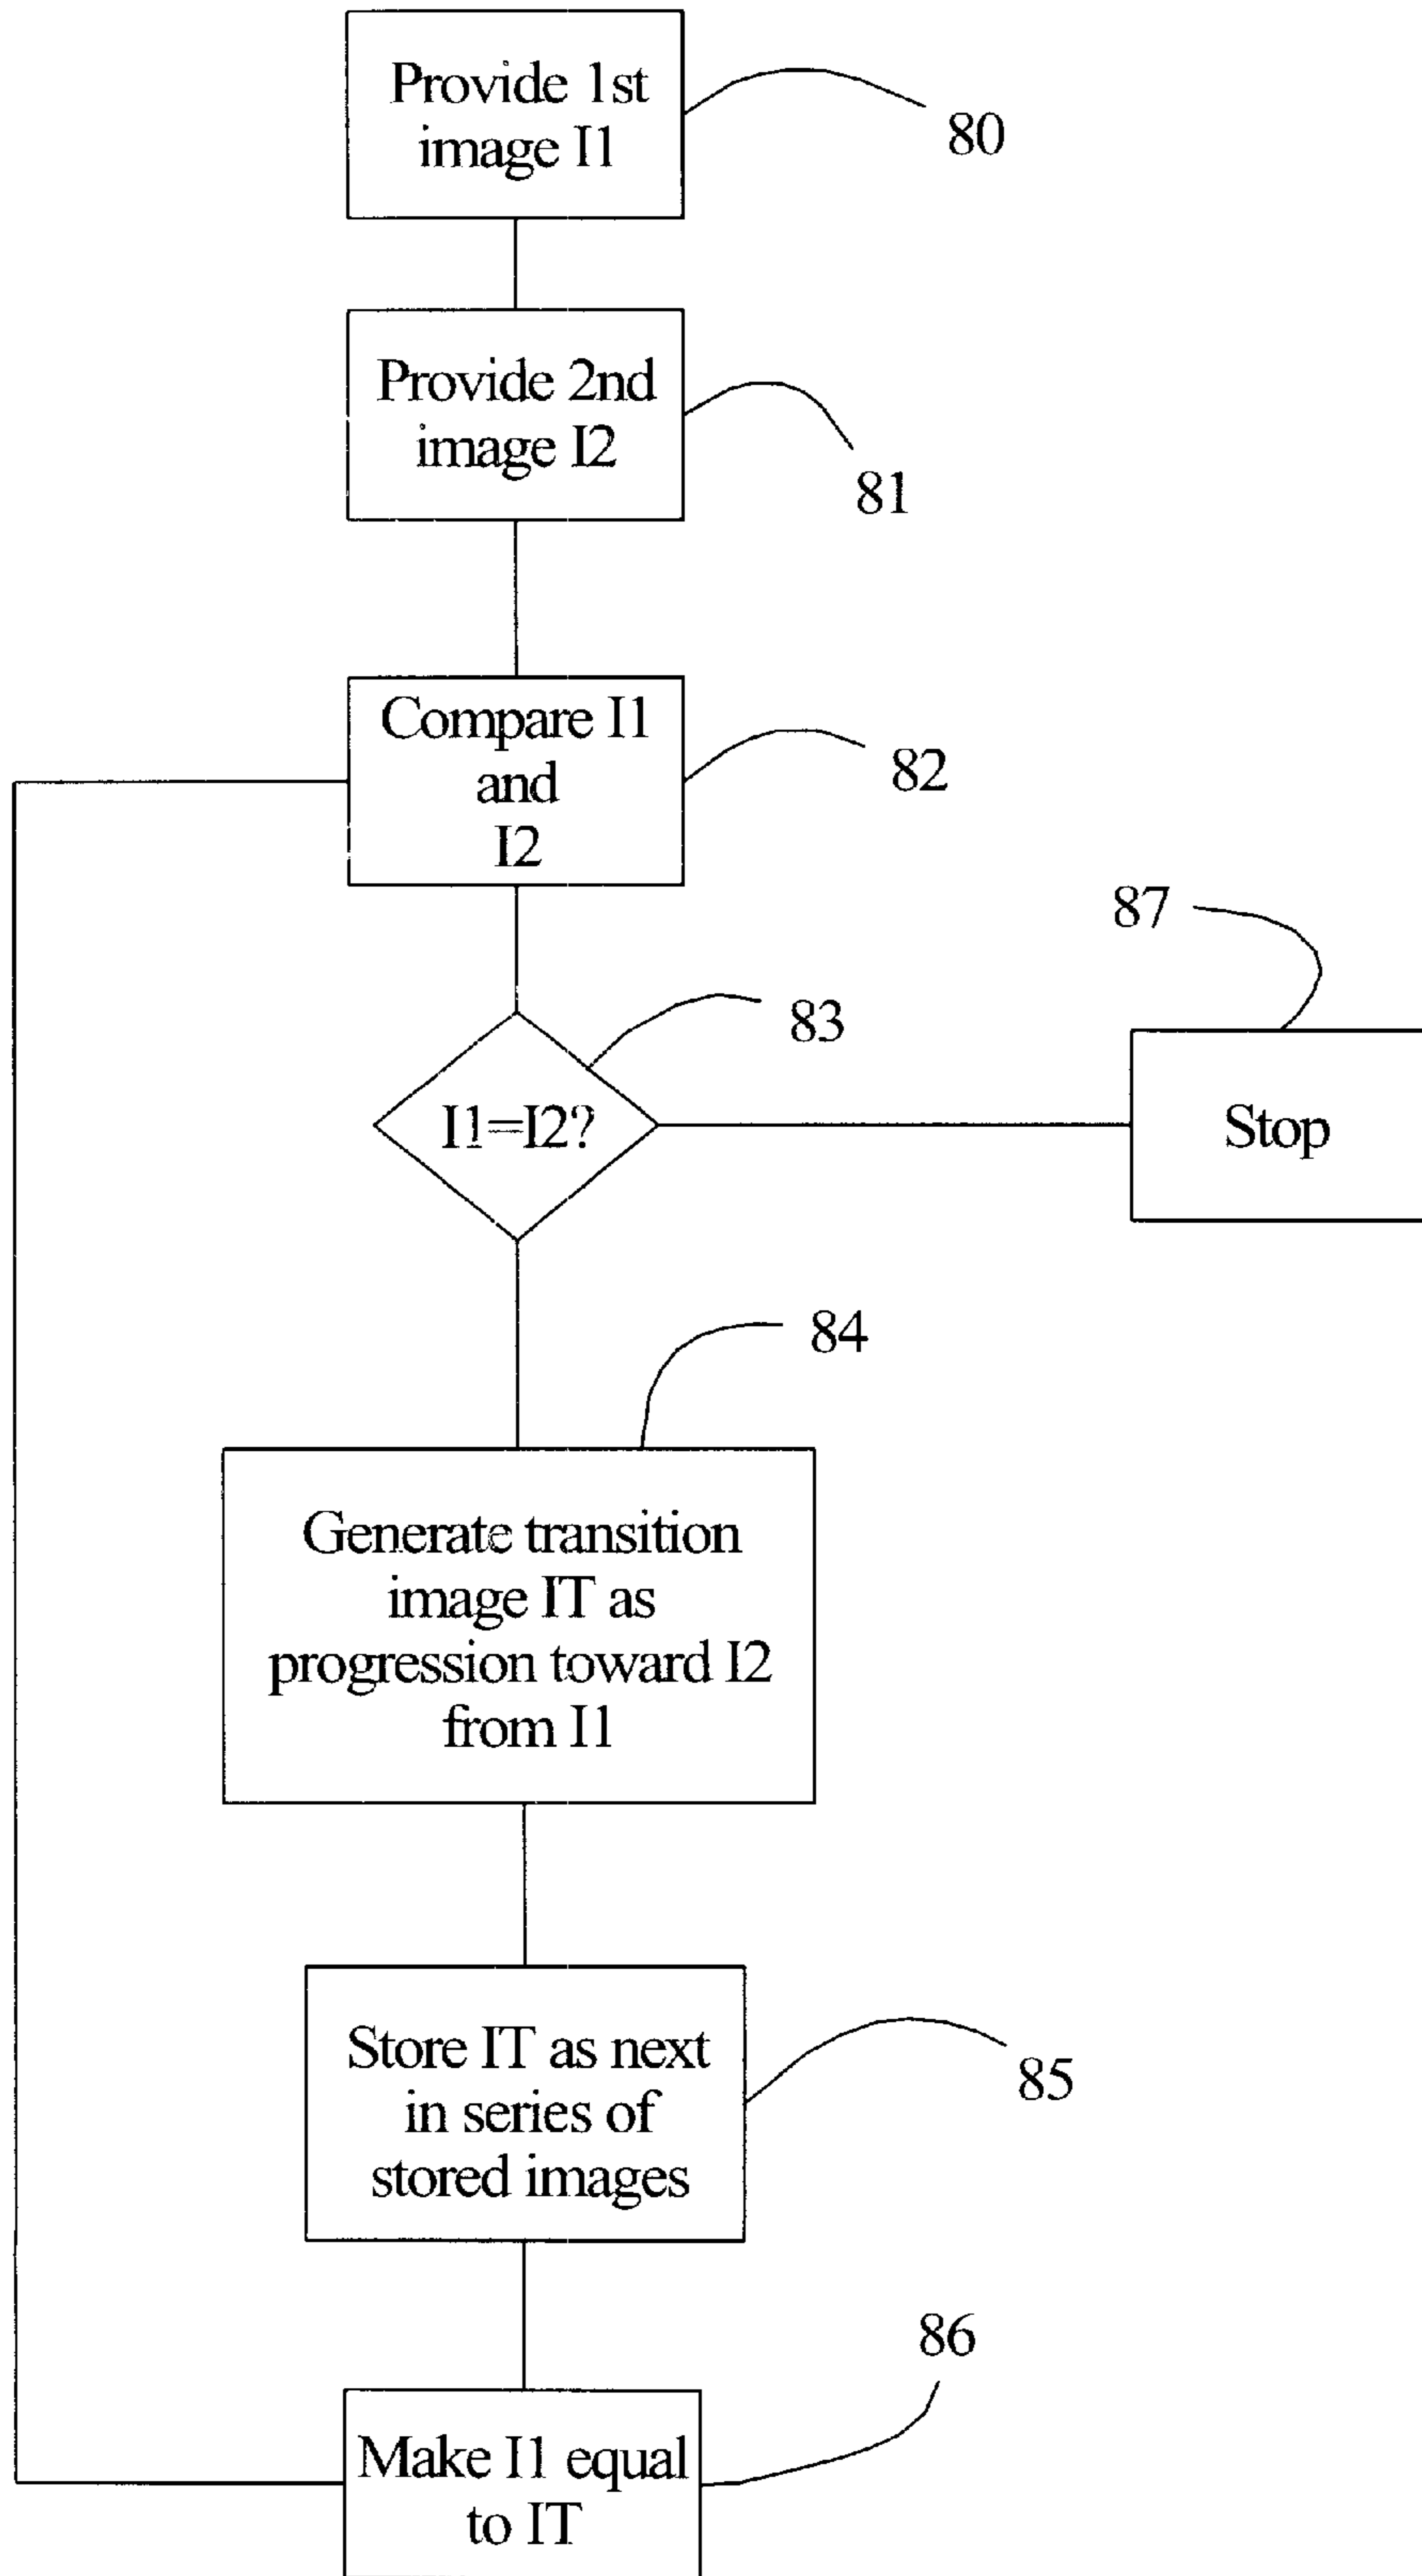 Provide 1st
image I1
80
Provide 2nd
image I2
81
Compare I1
and
I2
82
87
83
I1=I2?
Stop
84
Generate transition
image IT as
progression toward I2
from I1
Store IT as next
in series of
stored images
85
86
Make I1 equal
to IT